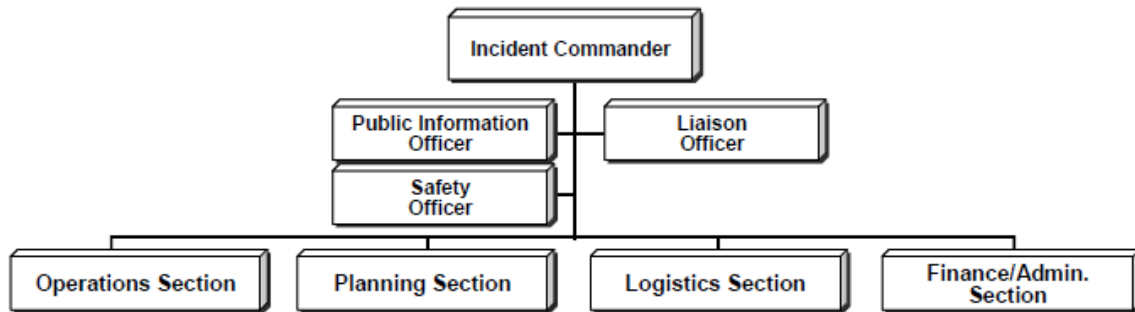 Incident Commander
Public Information
Officer
Liaison
Officer
Safety
Officer
Operations Section
Planning Section
Logistics Section
Finance/Admin.
Section